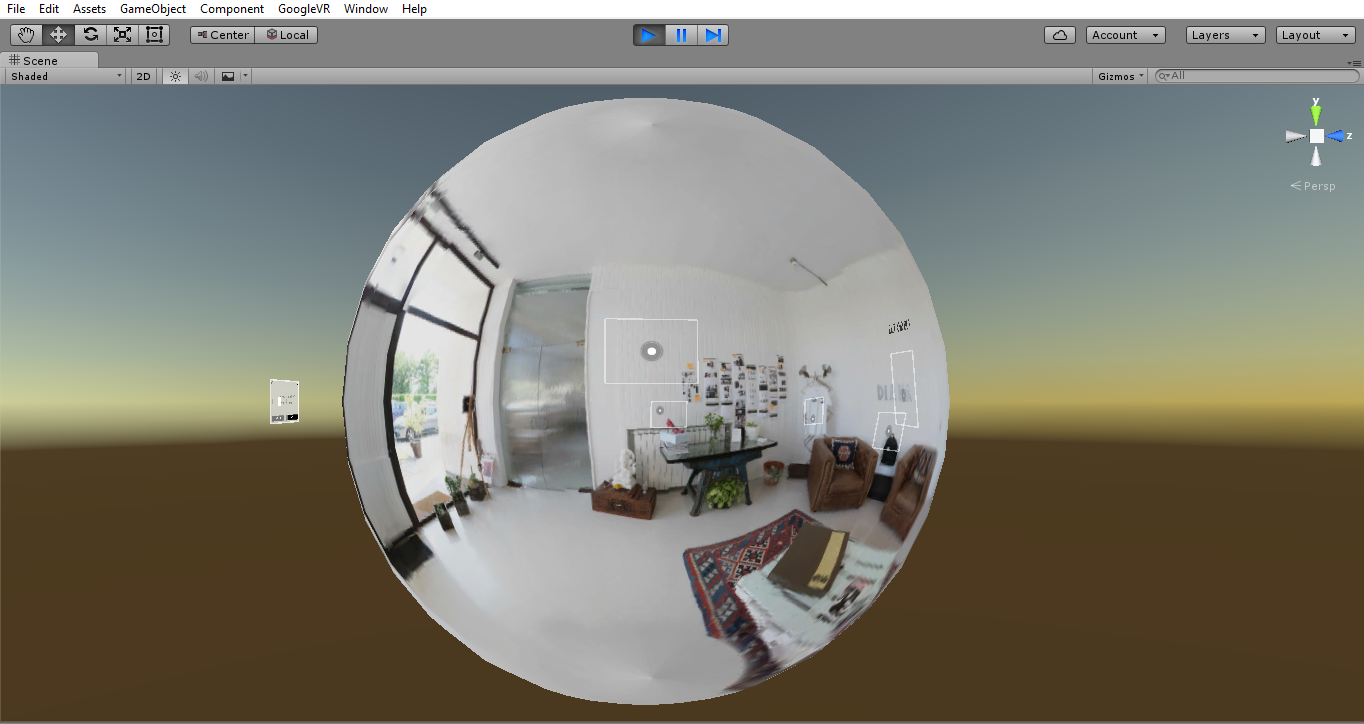 File Edit Assets GameObject Component GoogleVR Window Help
Center Local Account Layers Layout
Scene
Shaded 2D Gizmos All
y
z
Persp